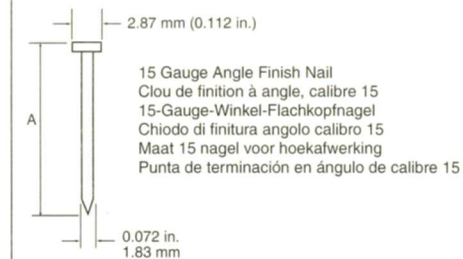 2.87 mm (0.112 in.)
A
15 Gauge Angle Finish Nail
Clou de finition à angle, calibre 15
15-Gauge-Winkel-Flachkopfnagel
Chiodo di finitura angolo calibro 15
Maat 15 nagel voor hoekafwerking
Punta de terminación en ángulo de calibre 15
0.072 in.
1.83 mm